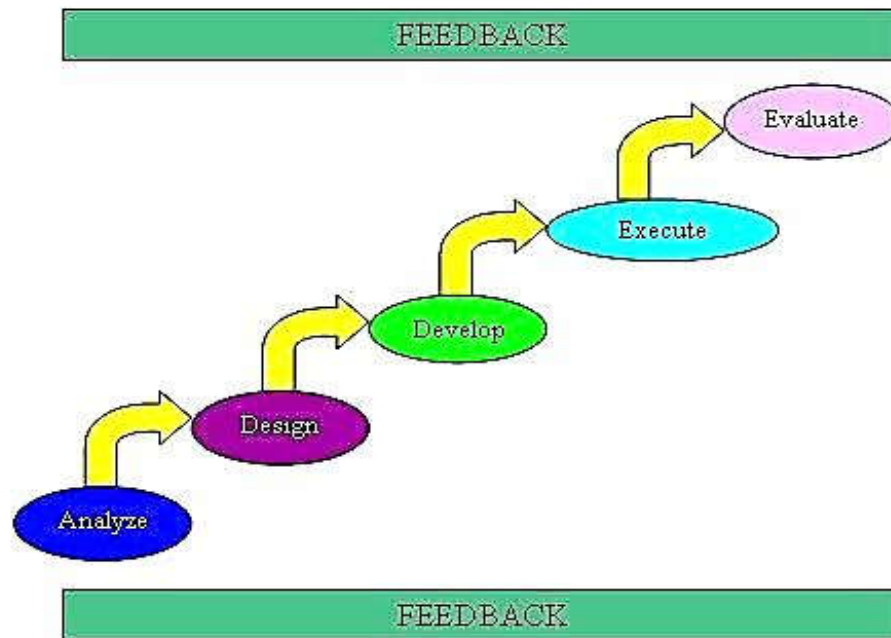 FEEDBACK
Evaluate
Execute
Develop
Design
Analyze
FEEDBACK